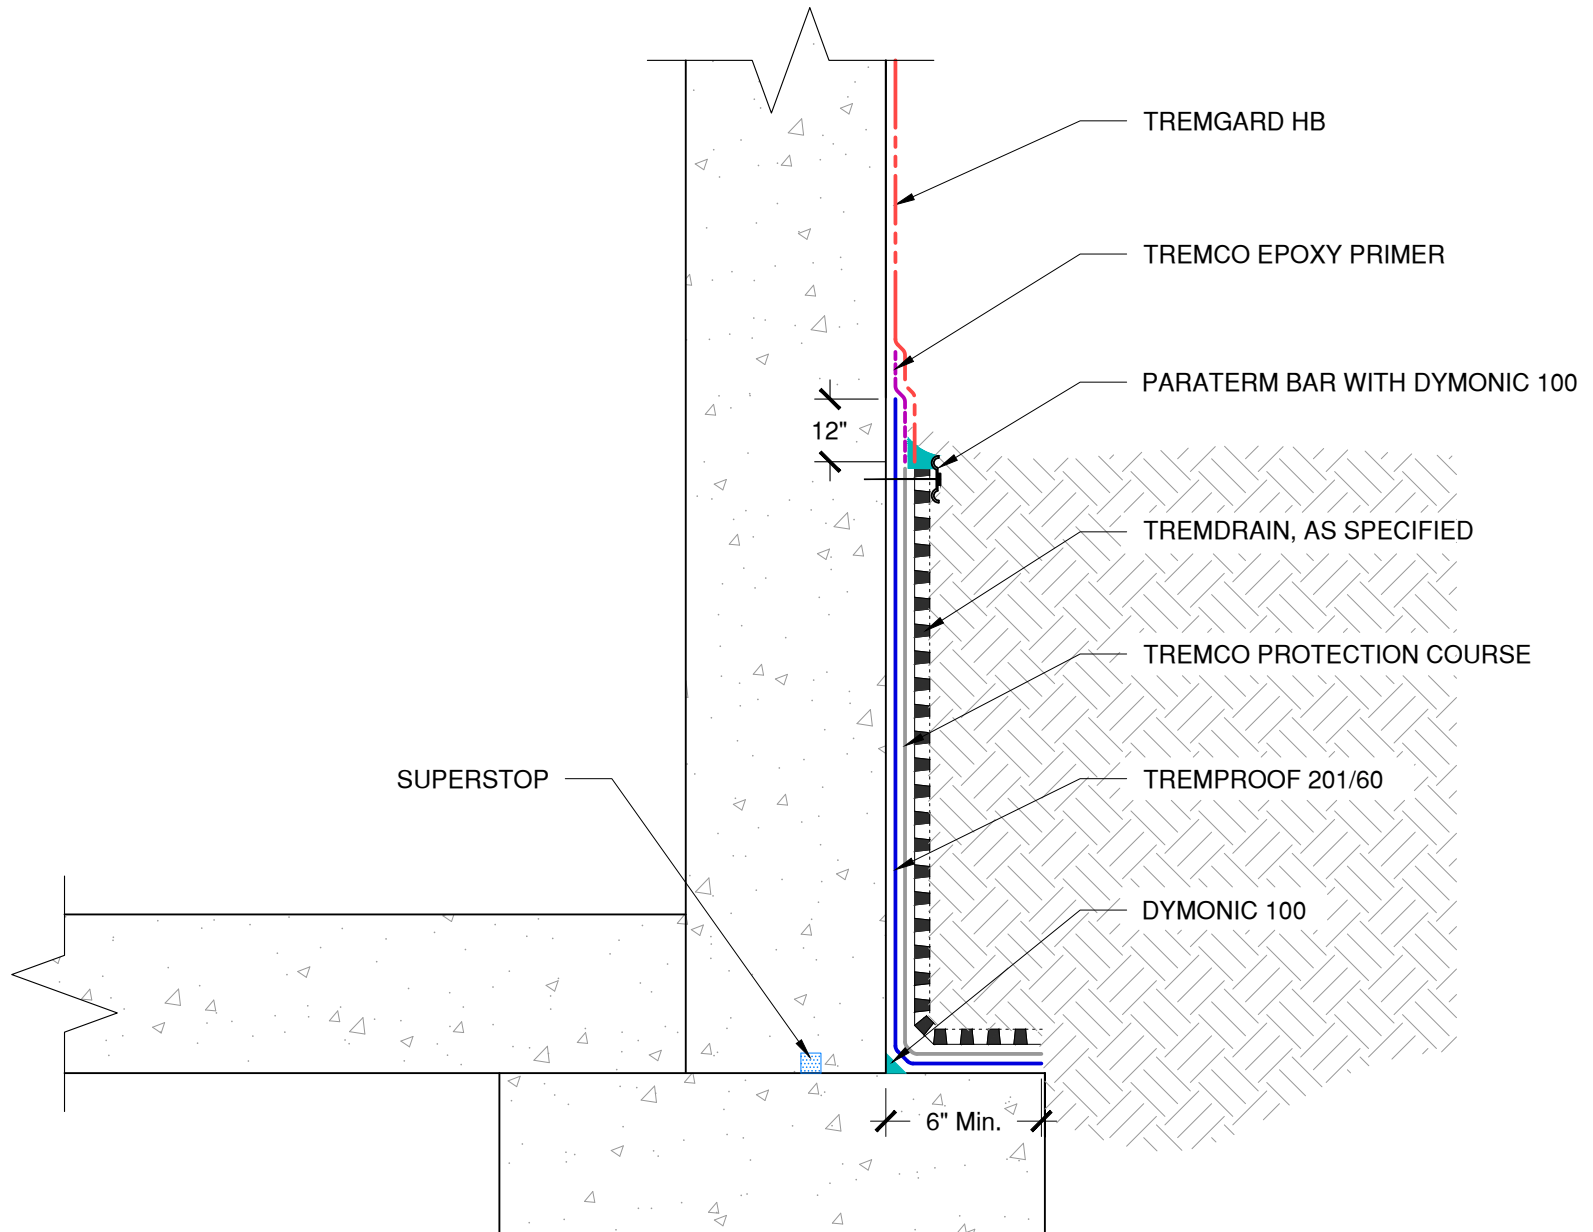 TREMGARD HB
TREMCO EPOXY PRIMER
PARATERM BAR WITH DYMONIC 100
12"
TREMDRAIN, AS SPECIFIED
TREMCO PROTECTION COURSE
SUPERSTOP
TREMPROOF 201/60
DYMONIC 100
6" Min.